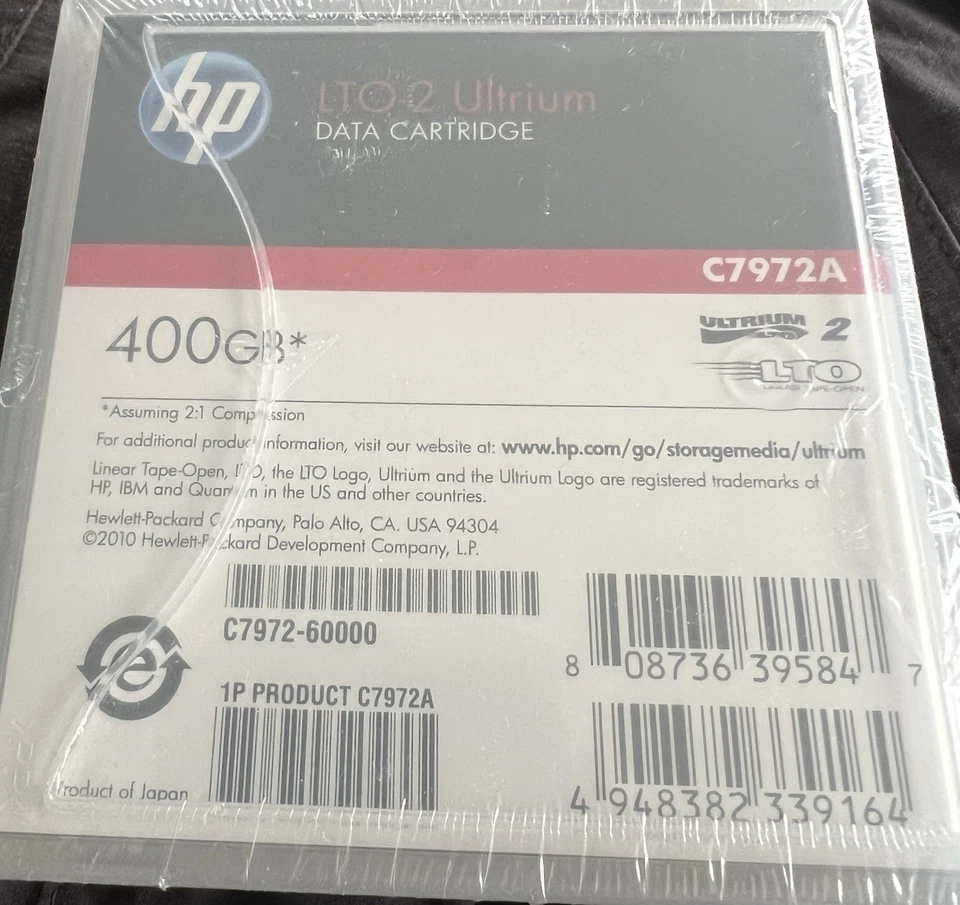 hp
LTO-2 Ultrium
DATA CARTRIDGE
C7972A
400GB*
ULTRIUM 2
LTO
*Assuming 2:1 Compression
For additional product information, visit our website at: www.hp.com/go/storagemedia/ultrium
Linear Tape-Open, LTO, the LTO Logo, Ultrium and the Ultrium Logo are registered trademarks of
HP, IBM and Quantum in the US and other countries.
Hewlett-Packard Company, Palo Alto, CA. USA 94304
©2010 Hewlett-Packard Development Company, L.P.
C7972-60000
8 08736 39584 7
e
1P PRODUCT C7972A
Product of Japan
4 948382 339164